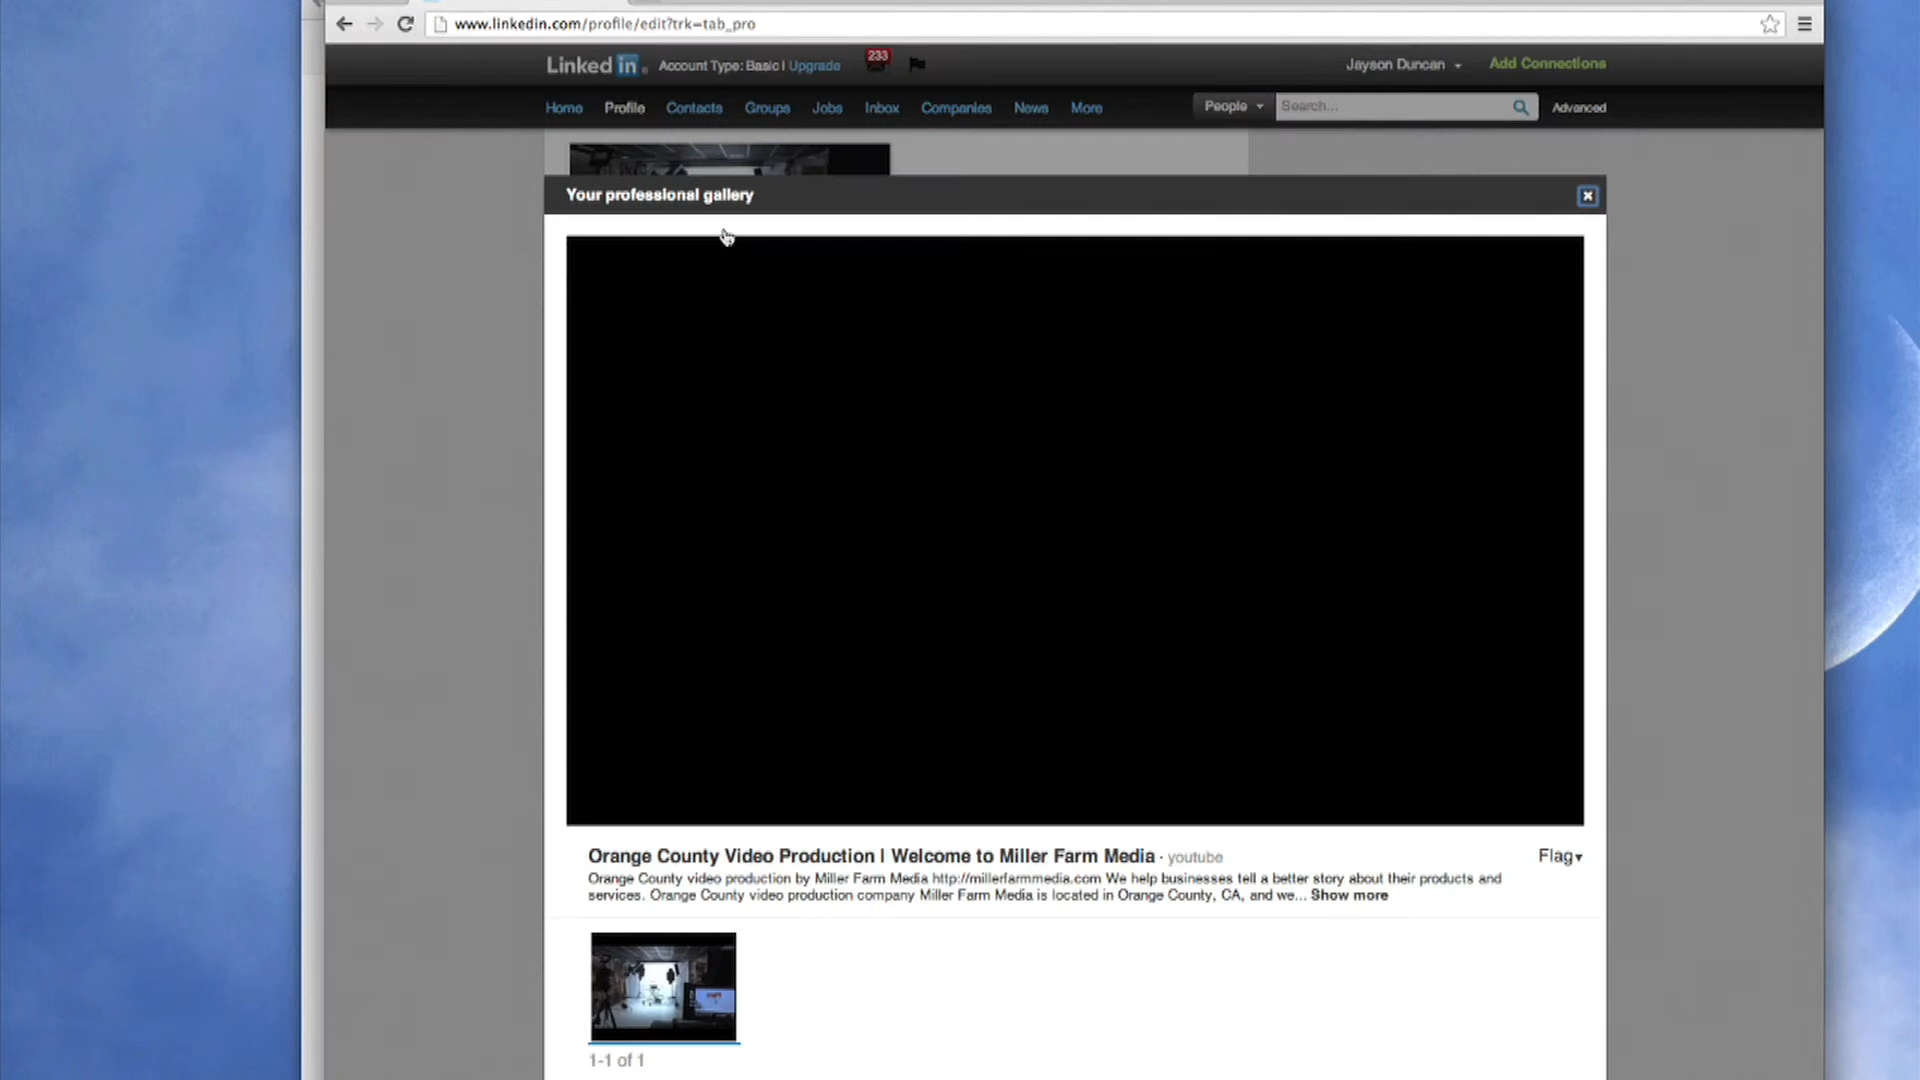 www.linkedin.com/profile/edit?trk=tab_pro
Linked in Account Type: Basic | Upgrade 233 Jayson Duncan Add Connections
Home Profile Contacts Groups Jobs Inbox Companies News More People Search... Advanced
Your professional gallery
Orange County Video Production | Welcome to Miller Farm Media · youtube Flag
Orange County video production by Miller Farm Media http://millerfarmmedia.com We help businesses tell a better story about their products and
services. Orange County video production company Miller Farm Media is located in Orange County, CA, and we... Show more
1-1 of 1